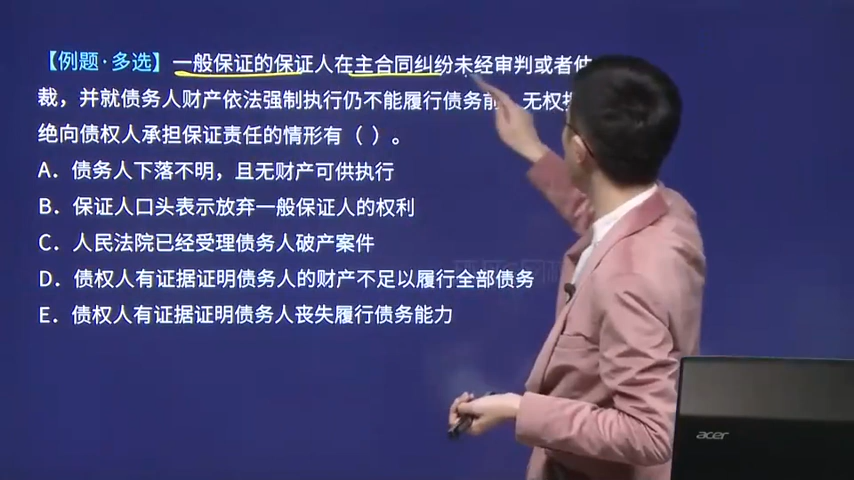 【例题·多选】一般保证的保证人在主合同纠纷未经审判或者仲
裁，并就债务人财产依法强制执行仍不能履行债务前，无权拒
绝向债权人承担保证责任的情形有（ ）。
A．债务人下落不明，且无财产可供执行
B．保证人口头表示放弃一般保证人的权利
C．人民法院已经受理债务人破产案件
D．债权人有证据证明债务人的财产不足以履行全部债务
E．债权人有证据证明债务人丧失履行债务能力
acer